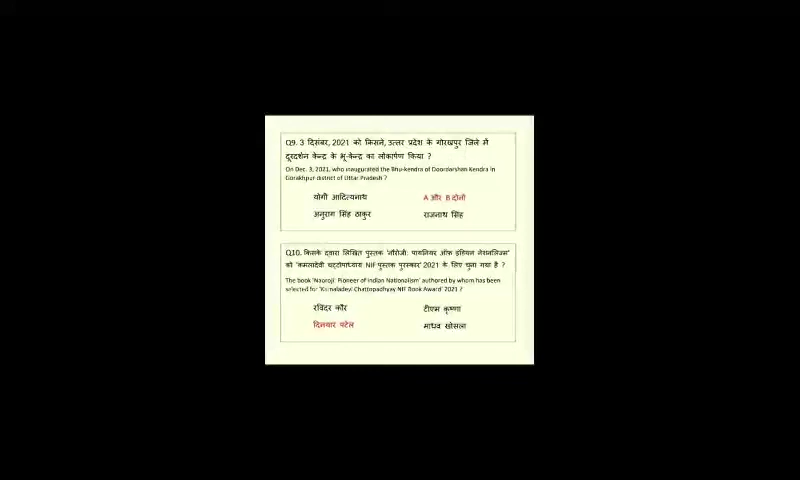 Q9. 3 दिसंबर, 2021 को किसने, उत्तर प्रदेश के गोरखपुर जिले में
दूरदर्शन केन्द्र के भू-केन्द्र का लोकार्पण किया ?
On Dec. 3, 2021, who inaugurated the Bhu-kendra of Doordarshan Kendra in
Gorakhpur district of Uttar Pradesh ?
योगी आदित्यनाथ A और B दोनों
अनुराग सिंह ठाकुर राजनाथ सिंह
Q10. किसके द्वारा लिखित पुस्तक 'नौरोजी: पायनियर ऑफ़ इंडियन नेशनलिज्म'
को 'कमलादेवी चट्टोपाध्याय NIF पुस्तक पुरस्कार' 2021 के लिए चुना गया है ?
The book 'Naoroji: Pioneer of Indian Nationalism' authored by whom has been
selected for 'Kamaladevi Chattopadhyay NIF Book Award' 2021 ?
रविंदर कौर टीएम कृष्णा
दिनयार पटेल माधव खोसला